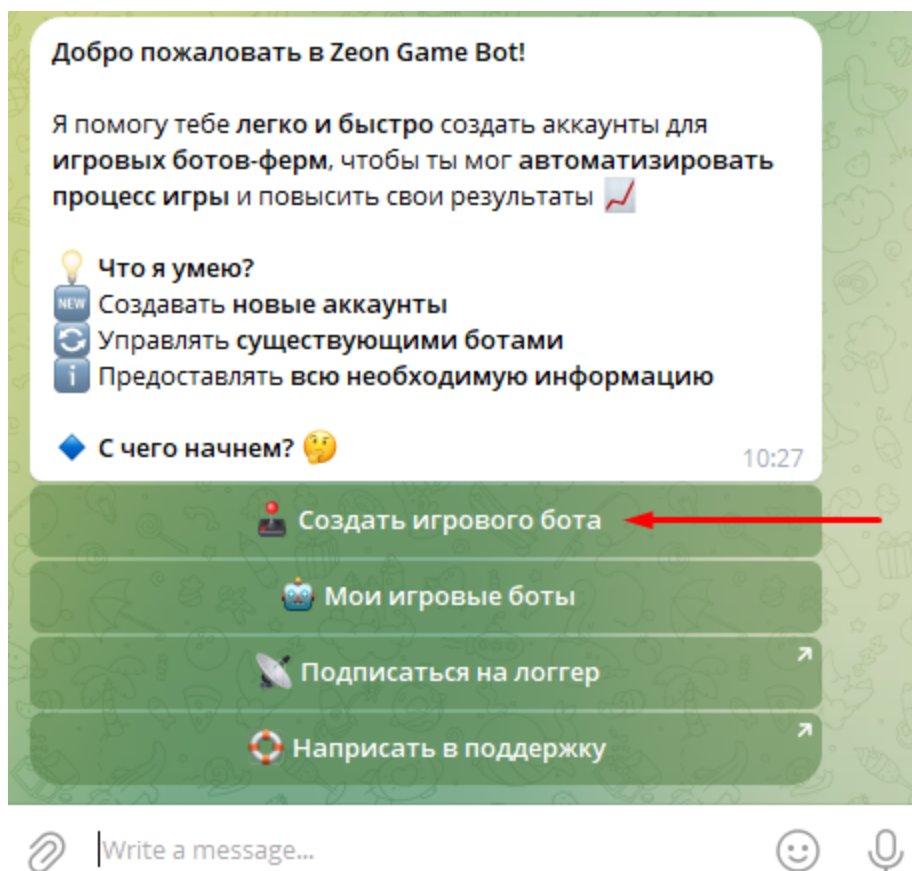 Добро пожаловать в Zeon Game Bot!
Я помогу тебе легко и быстро создать аккаунты для
игровых ботов-ферм, чтобы ты мог автоматизировать
процесс игры и повысить свои результаты 📈
💡 Что я умею?
🆕 Создавать новые аккаунты
🔄 Управлять существующими ботами
ℹ️ Предоставлять всю необходимую информацию
🔹 С чего начнем? 🤔
10:27
🕹️ Создать игрового бота
🤖 Мои игровые боты
📡 Подписаться на логгер
🛟 Написать в поддержку
Write a message...